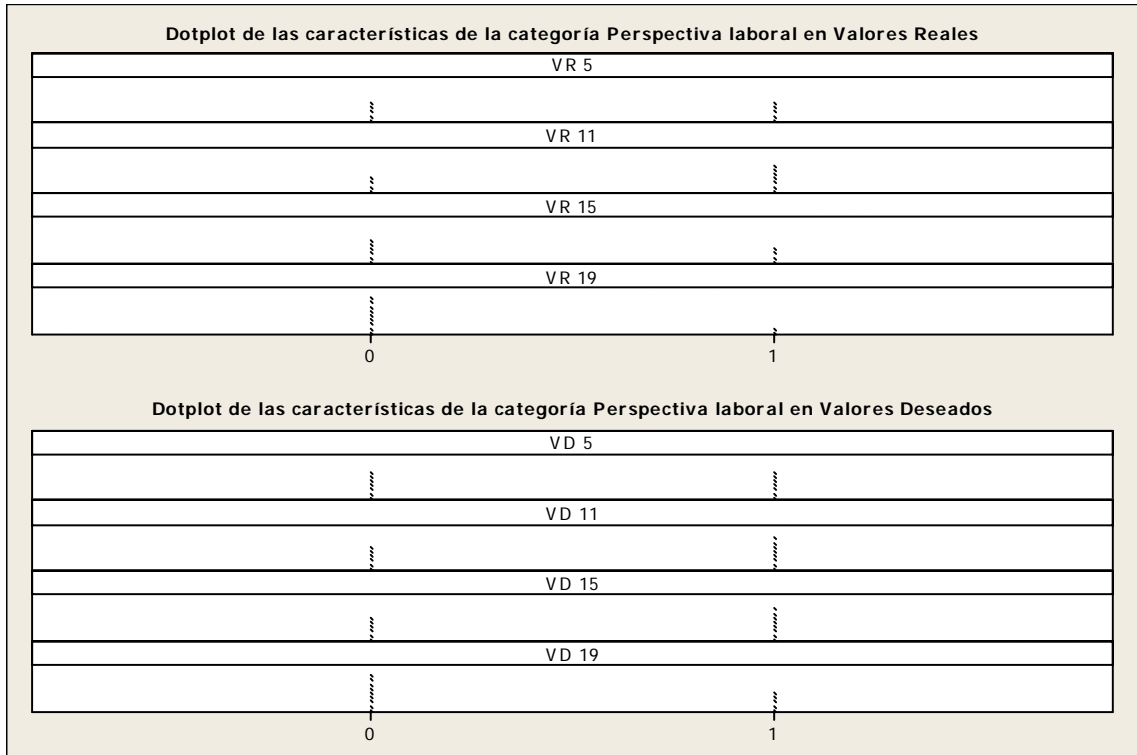 Dotplot de las características de la categoría Perspectiva laboral en Valores Reales
VR 5
VR 11
VR 15
VR 19
0 1
Dotplot de las características de la categoría Perspectiva laboral en Valores Deseados
VD 5
VD 11
VD 15
VD 19
0 1